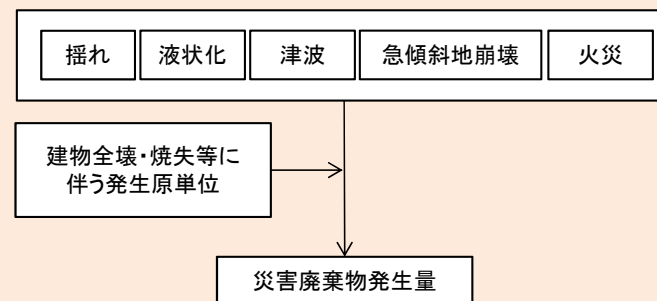 揺れ 液状化 津波 急傾斜地崩壊 火災
建物全壊・焼失等に
伴う発生原単位
災害廃棄物発生量